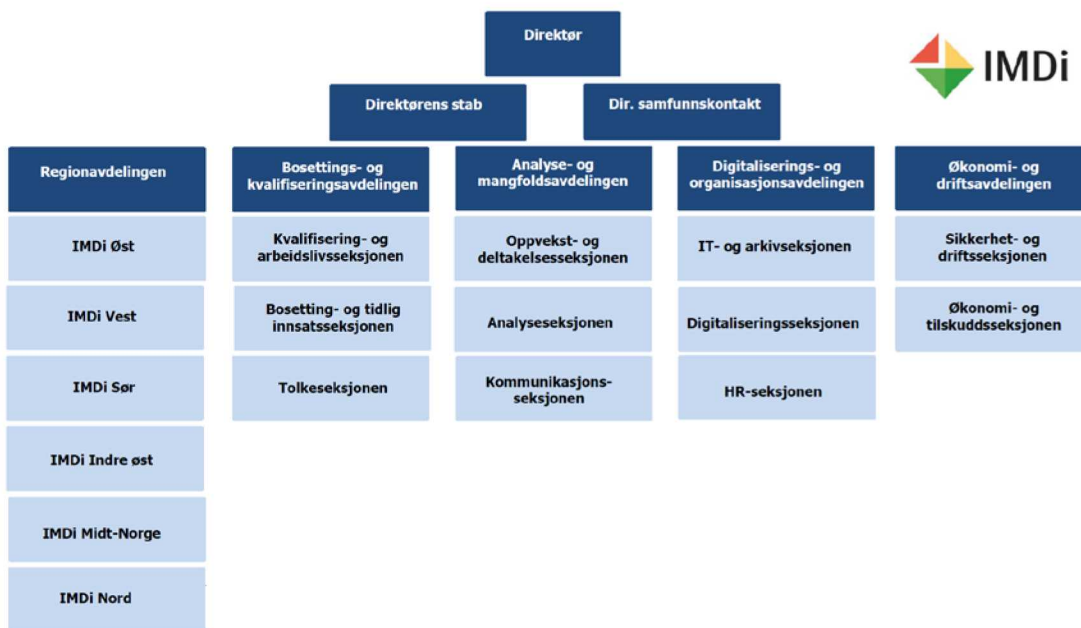 Direktør
IMDi
Direktørens stab
Dir. samfunnskontakt
Regionavdelingen
IMDi Øst
IMDi Vest
IMDi Sør
IMDi Indre øst
IMDi Midt-Norge
IMDi Nord
Bosettings- og
kvalifiseringsavdelingen
Kvalifisering- og
arbeidslivsseksjonen
Bosetting- og tidlig
innsatsseksjonen
Tolkeseksjonen
Analyse- og
mangfoldsavdelingen
Oppvekst- og
deltakelsesseksjonen
Analyseseksjonen
Kommunikasjons-
seksjonen
Digitaliserings- og
organisasjonsavdelingen
IT- og arkivseksjonen
Digitaliseringsseksjonen
HR-seksjonen
Økonomi- og
driftsavdelingen
Sikkerhet- og
driftsseksjonen
Økonomi- og
tilskuddsseksjonen